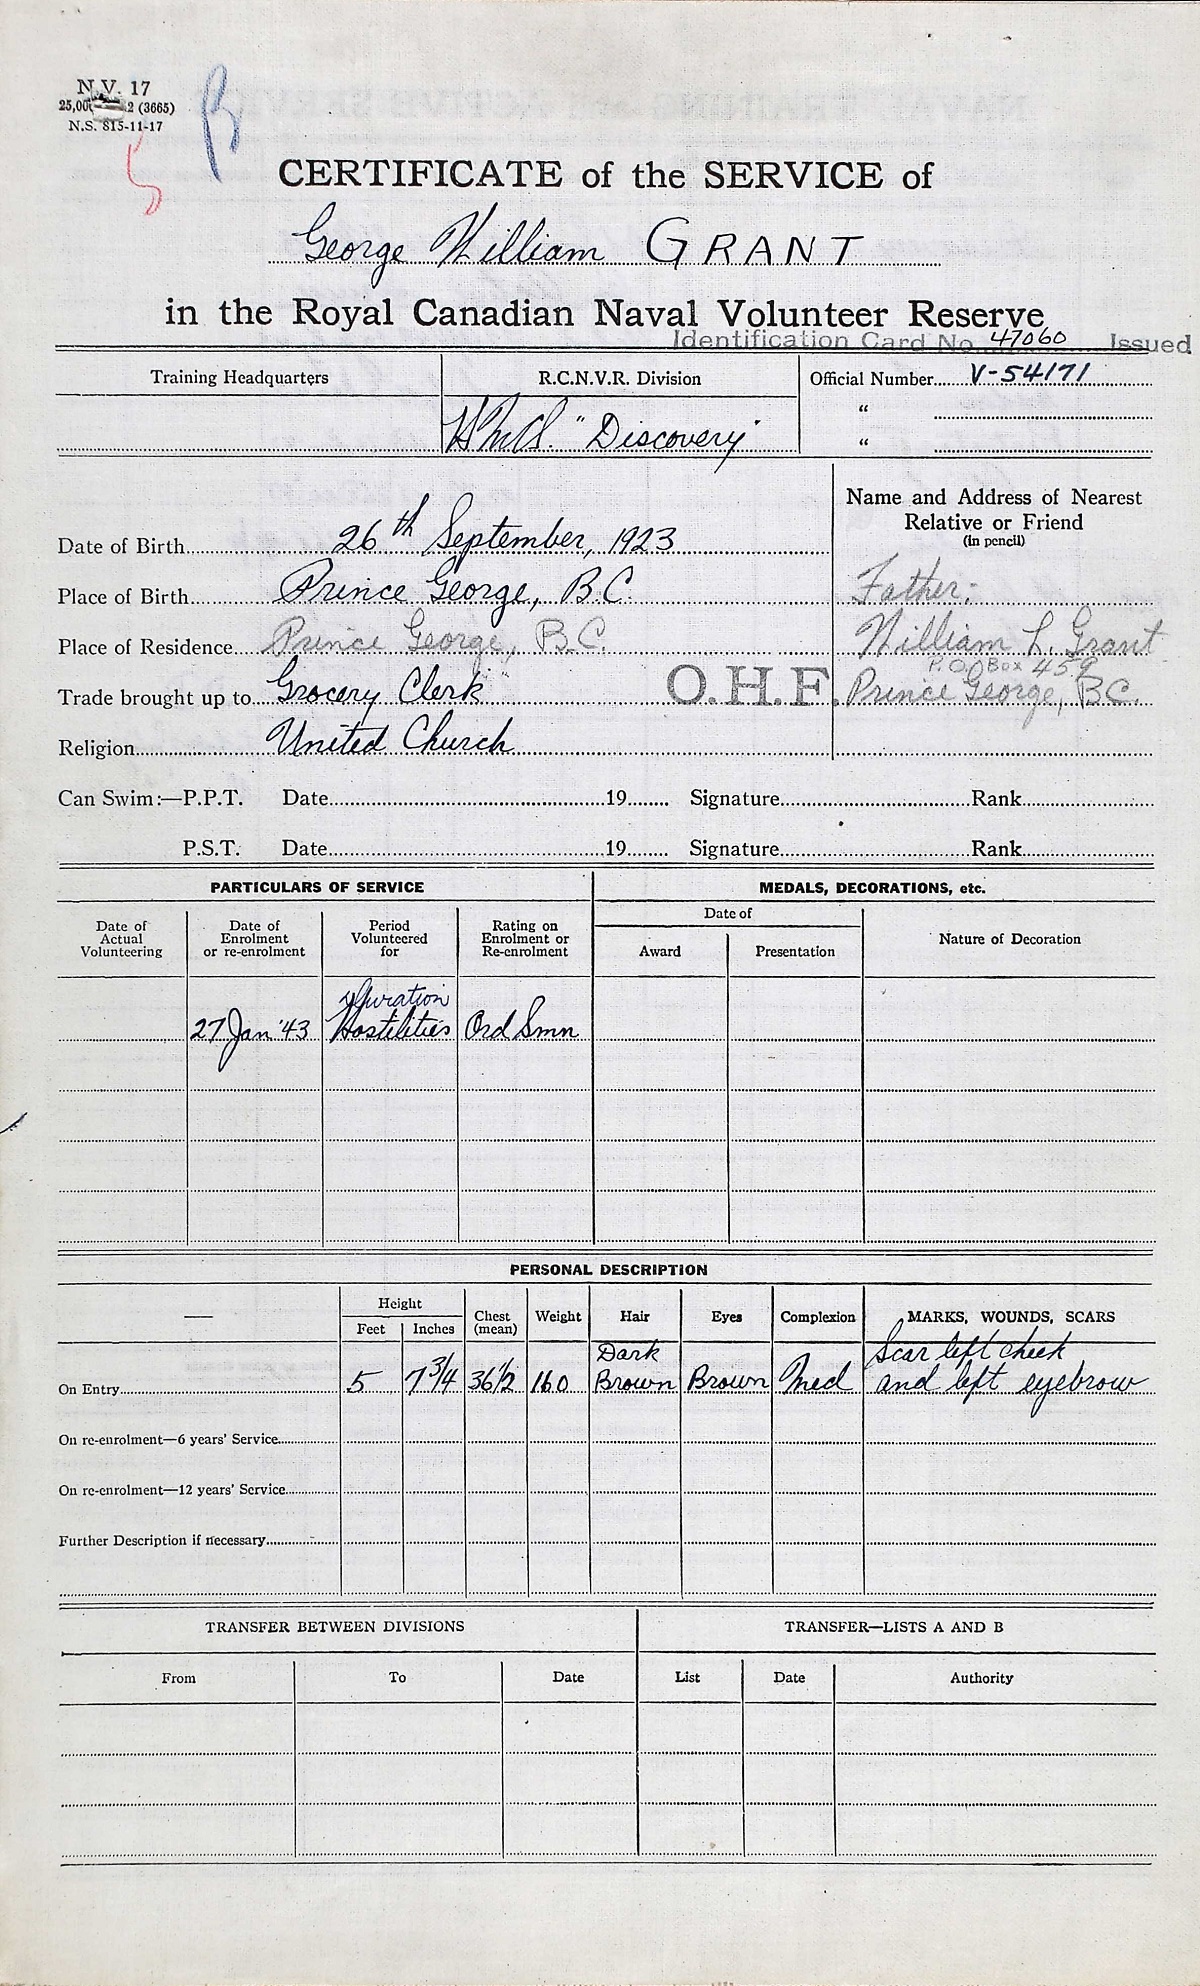 N.V. 17
25,00 2 (3665)
N.S. 815-11-17
CERTIFICATE of the SERVICE of
George William GRANT
in the Royal Canadian Naval Volunteer Reserve
Identification Card No. 47060 Issued
Training Headquarters
R.C.N.V.R. Division
H.M.C.S. "Discovery"
Official Number V-54171
"
"
Name and Address of Nearest
Relative or Friend
(in pencil)
Date of Birth 26th September, 1923
Place of Birth Prince George, B.C.
Father:
Place of Residence Prince George, B.C.
William L. Grant
P.O. Box 459
Trade brought up to Grocery Clerk
O.H.F.
Prince George, B.C.
Religion United Church
Can Swim:—P.P.T. Date 19 Signature Rank
P.S.T. Date 19 Signature Rank
PARTICULARS OF SERVICE
MEDALS, DECORATIONS, etc.
Date of
Actual
Volunteering
Date of
Enrolment
or re-enrolment
Period
Volunteered
for
Rating on
Enrolment or
Re-enrolment
Date of
Award
Presentation
Nature of Decoration
27 Jan '43
Duration
Hostilities
Ord Smn
PERSONAL DESCRIPTION
—
Height
Feet
Inches
Chest
(mean)
Weight
Hair
Eyes
Complexion
MARKS, WOUNDS, SCARS
On Entry 5 7 3/4 36 1/2 160
Dark
Brown
Brown
Med
Scar left cheek
and left eyebrow
On re-enrolment—6 years' Service
On re-enrolment—12 years' Service
Further Description if necessary
TRANSFER BETWEEN DIVISIONS
TRANSFER—LISTS A AND B
From
To
Date
List
Date
Authority